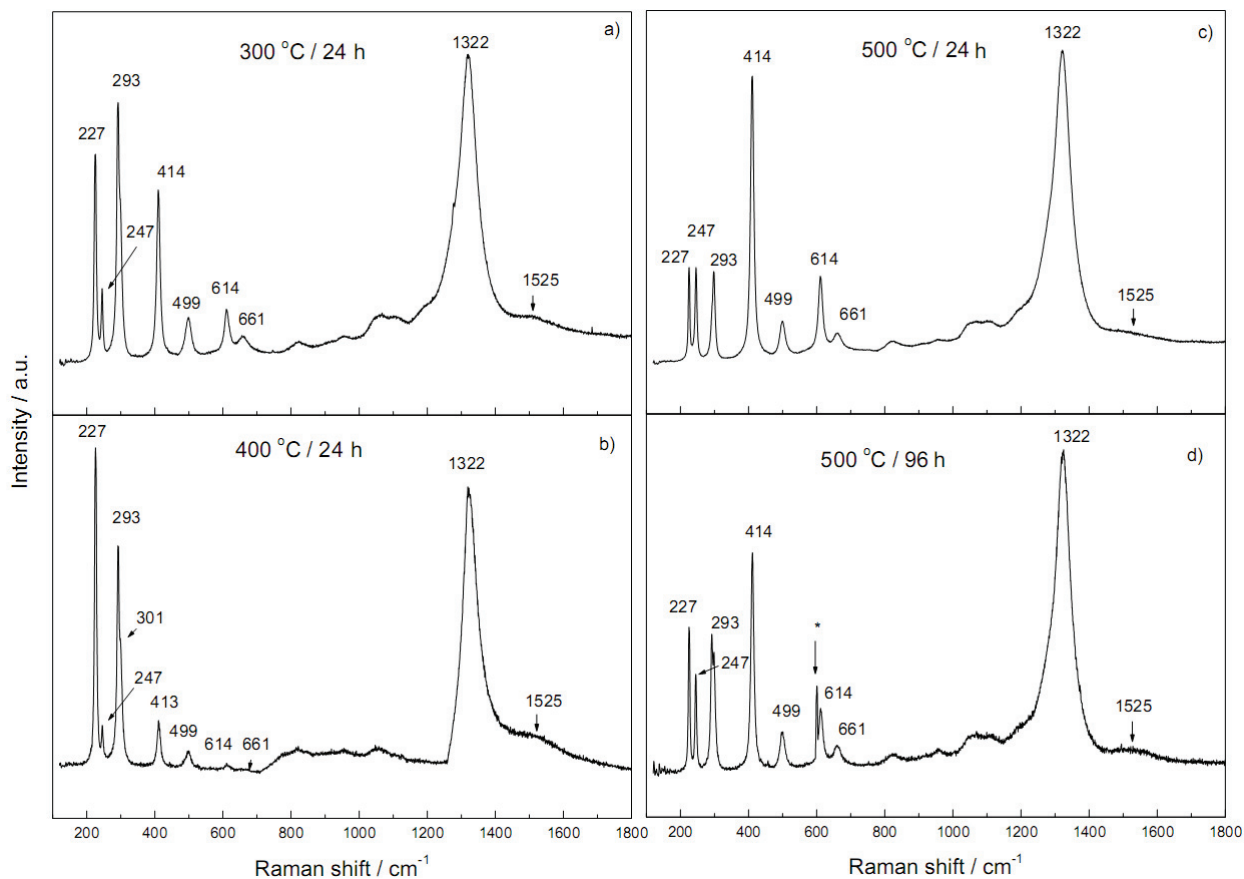 Intensity / a.u.
a)
300 °C / 24 h
1322
293
227
414
247
499
614
661
1525
b)
400 °C / 24 h
227
1322
293
301
247
413
499
614
661
1525
200 400 600 800 1000 1200 1400 1600 1800
Raman shift / cm⁻¹
c)
500 °C / 24 h
1322
414
247
227
293
614
499
661
1525
d)
500 °C / 96 h
1322
414
227
293
*
247
614
499
661
1525
200 400 600 800 1000 1200 1400 1600 1800
Raman shift / cm⁻¹